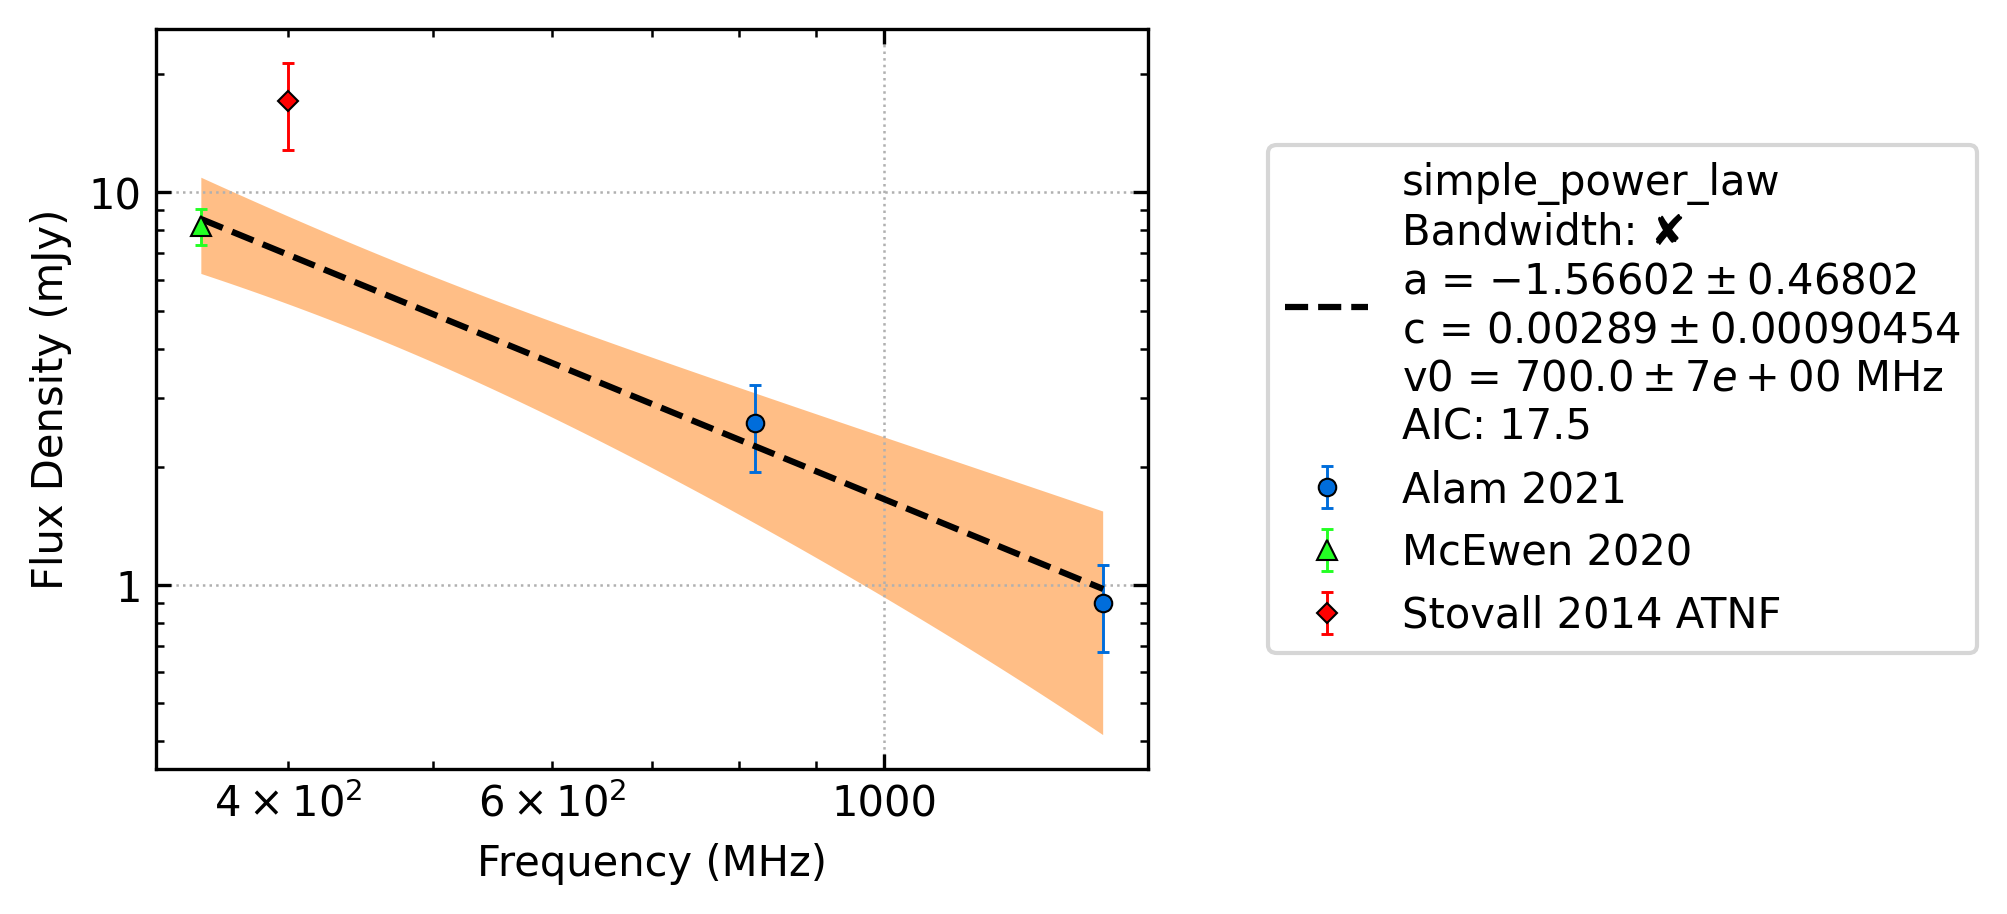 10
1
Flux Density (mJy)
4 × 10²
6 × 10²
1000
Frequency (MHz)
simple_power_law
Bandwidth: ✘
a = −1.56602 ± 0.46802
c = 0.00289 ± 0.00090454
v0 = 700.0 ± 7e + 00 MHz
AIC: 17.5
Alam 2021
McEwen 2020
Stovall 2014 ATNF